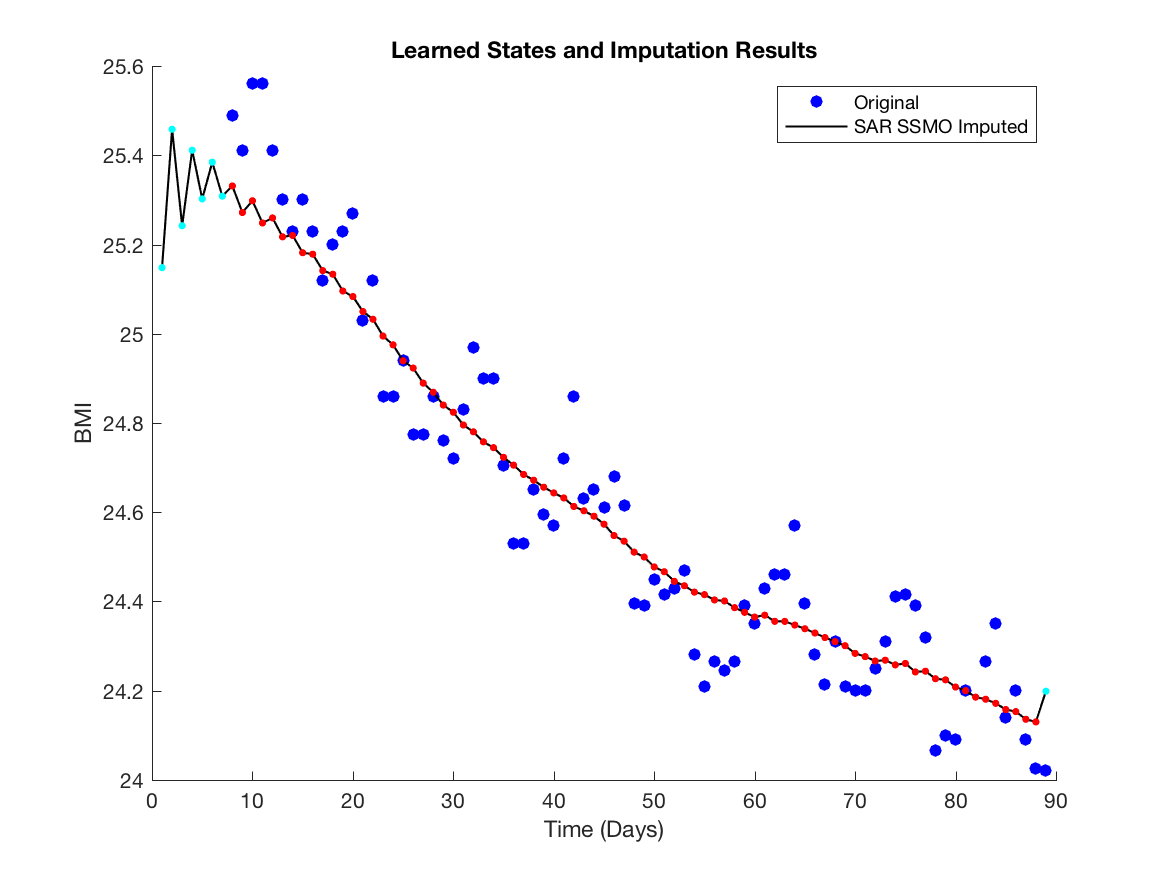 Learned States and Imputation Results
Original
SAR SSMO Imputed
25.6
25.4
25.2
25
24.8
24.6
24.4
24.2
24
BMI
0 10 20 30 40 50 60 70 80 90
Time (Days)